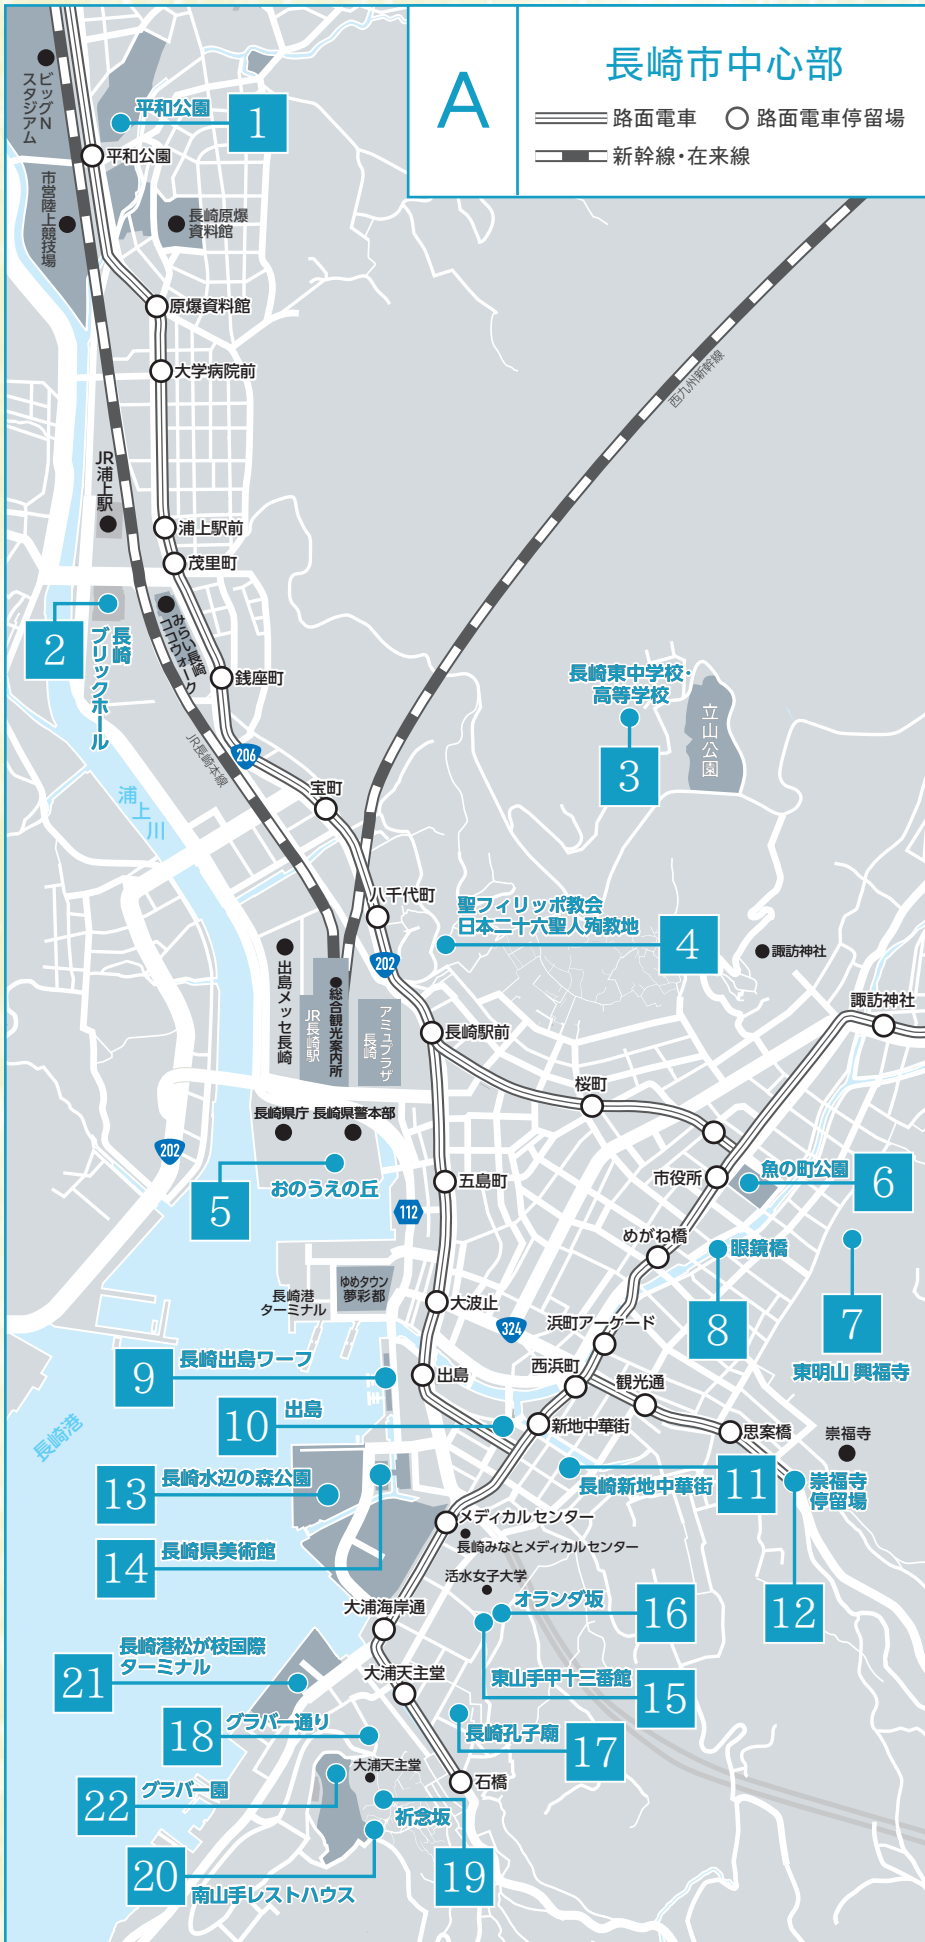 A
長崎市中心部
路面電車
路面電車停留場
新幹線・在来線
ビッグN
スタジアム
平和公園
1
平和公園
市営陸上競技場
長崎原爆
資料館
原爆資料館
大学病院前
西九州新幹線
JR浦上駅
浦上駅前
茂里町
2
長崎
ブリックホール
みらい長崎
ココウォーク
銭座町
JR長崎本線
206
浦上川
宝町
長崎東中学校・
高等学校
3
立山公園
八千代町
聖フィリッポ教会
日本二十六聖人殉教地
4
諏訪神社
202
出島メッセ長崎
総合観光案内所
JR長崎駅
アミュプラザ
長崎
長崎駅前
諏訪神社
桜町
長崎県庁
長崎県警本部
202
5
おのうえの丘
五島町
112
市役所
魚の町公園
6
めがね橋
眼鏡橋
8
7
東明山 興福寺
長崎港
ターミナル
ゆめタウン
夢彩都
大波止
324
浜町アーケード
9
長崎出島ワーフ
出島
西浜町
観光通
10
出島
新地中華街
思案橋
崇福寺
長崎港
13
長崎水辺の森公園
長崎新地中華街
11
崇福寺
停留場
14
長崎県美術館
メディカルセンター
長崎みなとメディカルセンター
活水女子大学
オランダ坂
16
12
大浦海岸通
長崎港松が枝国際
ターミナル
21
大浦天主堂
東山手甲十三番館
15
18
グラバー通り
長崎孔子廟
17
大浦天主堂
石橋
22
グラバー園
祈念坂
19
20
南山手レストハウス